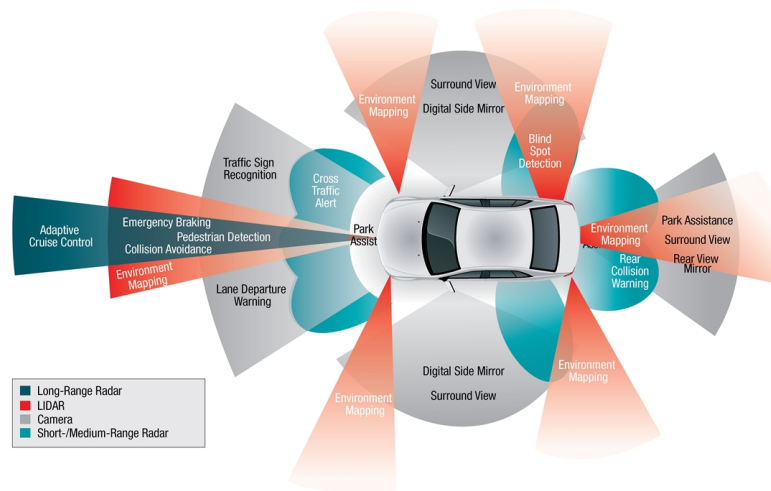 Surround View
Digital Side Mirror
Environment
Mapping
Environment
Mapping
Blind
Spot
Detection
Traffic Sign
Recognition
Cross
Traffic
Alert
Adaptive
Cruise Control
Emergency Braking
Pedestrian Detection
Collision Avoidance
Environment
Mapping
Park
Assist
Lane Departure
Warning
Environment
Mapping
Park Assistance
Surround View
Rear View
Mirror
Rear
Collision
Warning
Digital Side Mirror
Surround View
Environment
Mapping
Environment
Mapping
Long-Range Radar
LIDAR
Camera
Short-/Medium-Range Radar